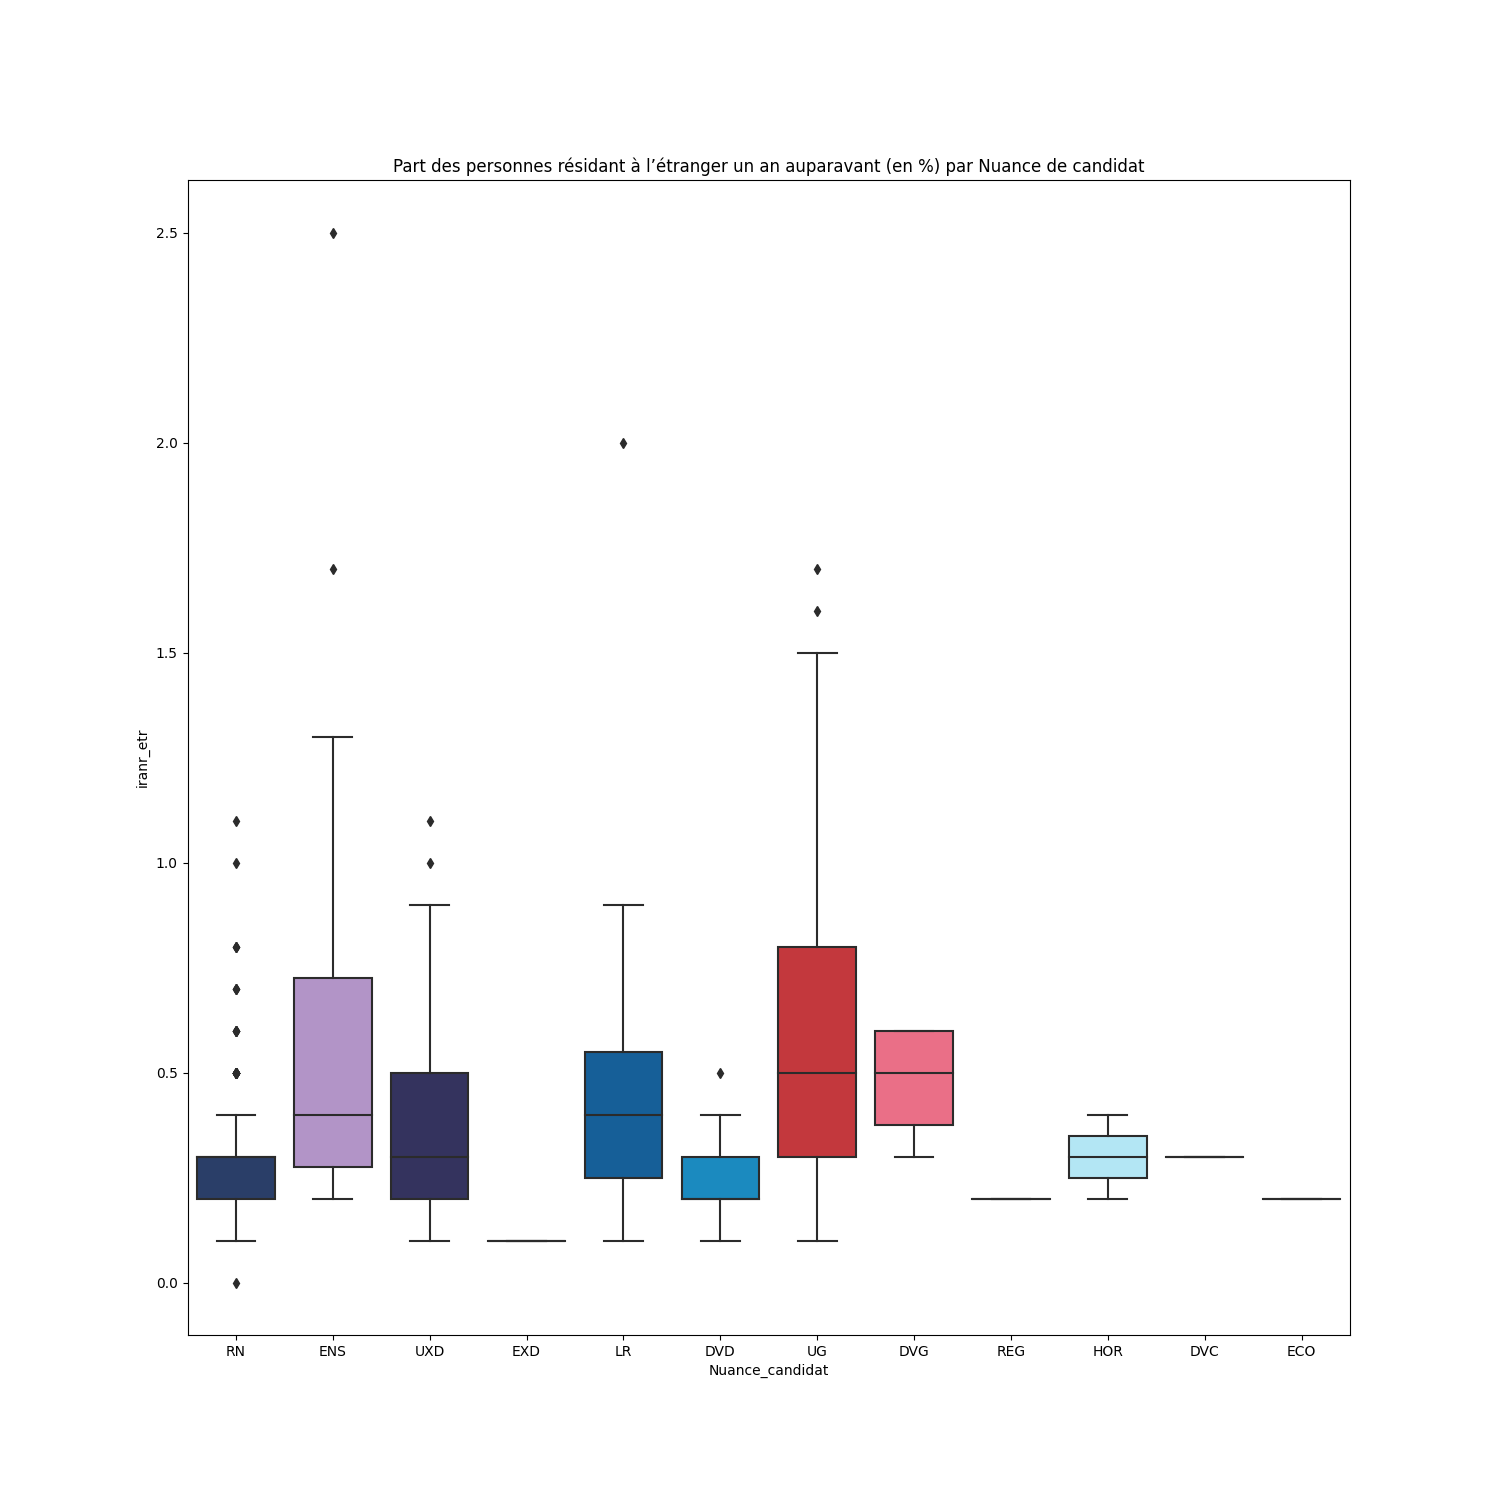 Part des personnes résidant à l’étranger un an auparavant (en %) par Nuance de candidat
2.5
2.0
1.5
1.0
0.5
0.0
iranr_etr
RN ENS UXD EXD LR DVD UG DVG REG HOR DVC ECO
Nuance_candidat